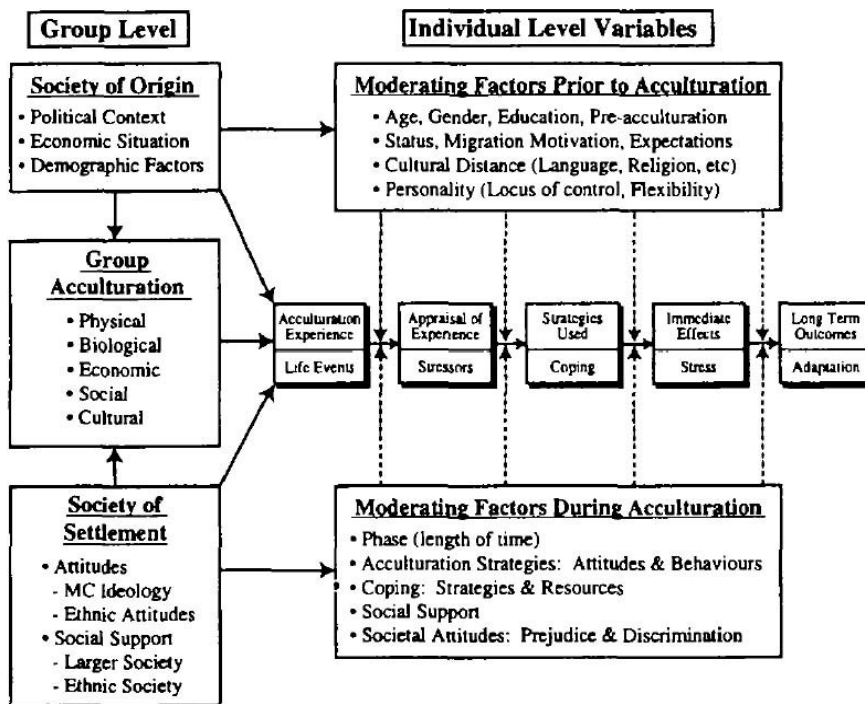 Group Level
Individual Level Variables
Society of Origin
• Political Context
• Economic Situation
• Demographic Factors
Moderating Factors Prior to Acculturation
• Age, Gender, Education, Pre-acculturation
• Status, Migration Motivation, Expectations
• Cultural Distance (Language, Religion, etc)
• Personality (Locus of control, Flexibility)
Group
Acculturation
• Physical
• Biological
• Economic
• Social
• Cultural
Acculturation
Experience
Life Events
Appraisal of
Experience
Stressors
Strategies
Used
Coping
Immediate
Effects
Stress
Long Term
Outcomes
Adaptation
Society of
Settlement
• Attitudes
- MC Ideology
- Ethnic Attitudes
• Social Support
- Larger Society
- Ethnic Society
Moderating Factors During Acculturation
• Phase (length of time)
• Acculturation Strategies: Attitudes & Behaviours
• Coping: Strategies & Resources
• Social Support
• Societal Attitudes: Prejudice & Discrimination